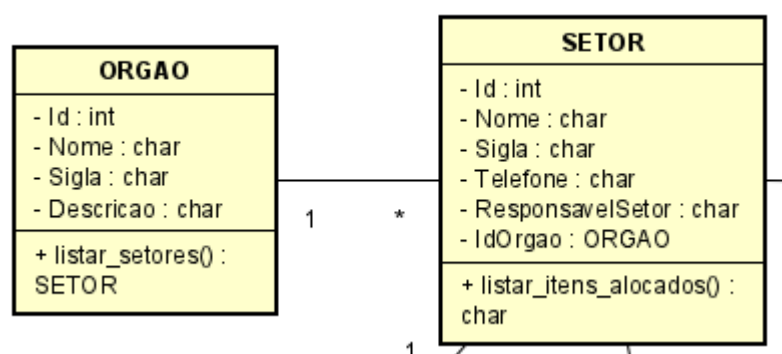 ORGAO
- Id : int
- Nome : char
- Sigla : char
- Descricao : char
+ listar_setores() :
SETOR
1
*
SETOR
- Id : int
- Nome : char
- Sigla : char
- Telefone : char
- ResponsavelSetor : char
- IdOrgao : ORGAO
+ listar_itens_alocados() :
char
1